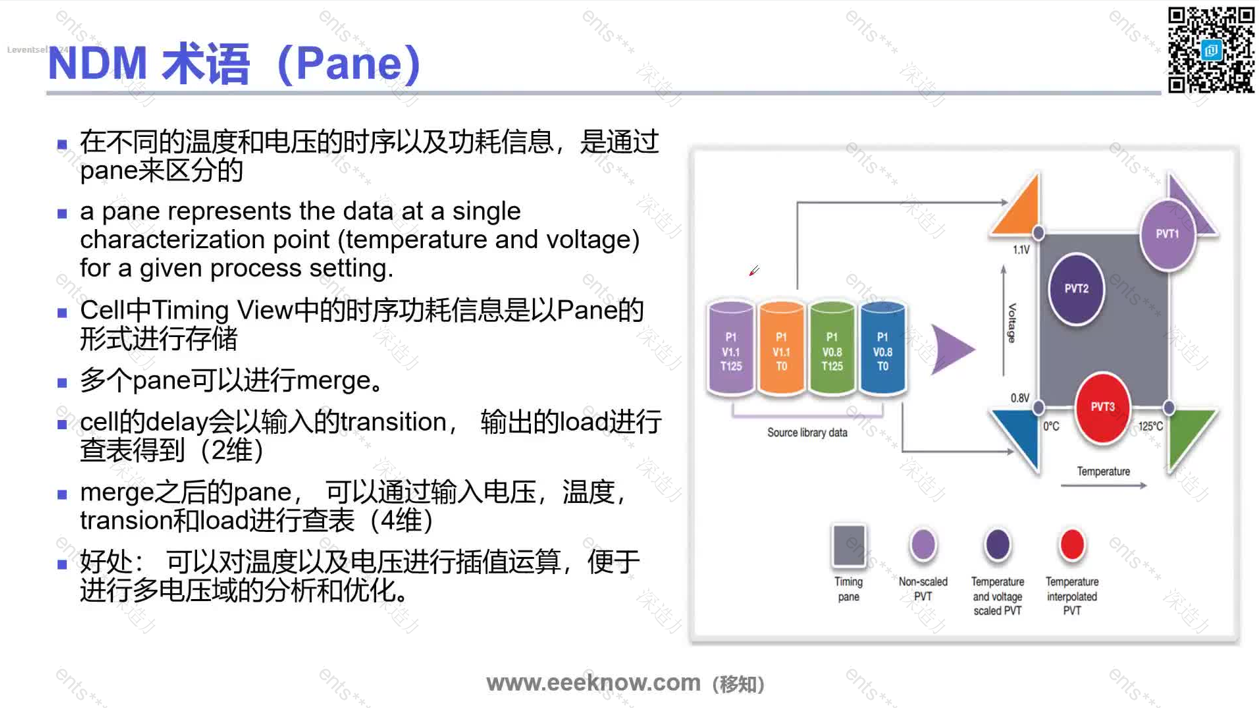 Leventsel 24
NDM 术语（Pane）
在不同的温度和电压的时序以及功耗信息，是通过
pane来区分的
a pane represents the data at a single
characterization point (temperature and voltage)
for a given process setting.
Cell中Timing View中的时序功耗信息是以Pane的
形式进行存储
多个pane可以进行merge。
cell的delay会以输入的transition， 输出的load进行
查表得到（2维）
merge之后的pane， 可以通过输入电压，温度，
transion和load进行查表（4维）
好处： 可以对温度以及电压进行插值运算，便于
进行多电压域的分析和优化。
P1
V1.1
T125
P1
V1.1
T0
P1
V0.8
T125
P1
V0.8
T0
Source library data
1.1V
Voltage
0.8V
0°C
125°C
Temperature
PVT1
PVT2
PVT3
Timing
pane
Non-scaled
PVT
Temperature
and voltage
scaled PVT
Temperature
interpolated
PVT
www.eeeknow.com（移知）
ents***
深造力